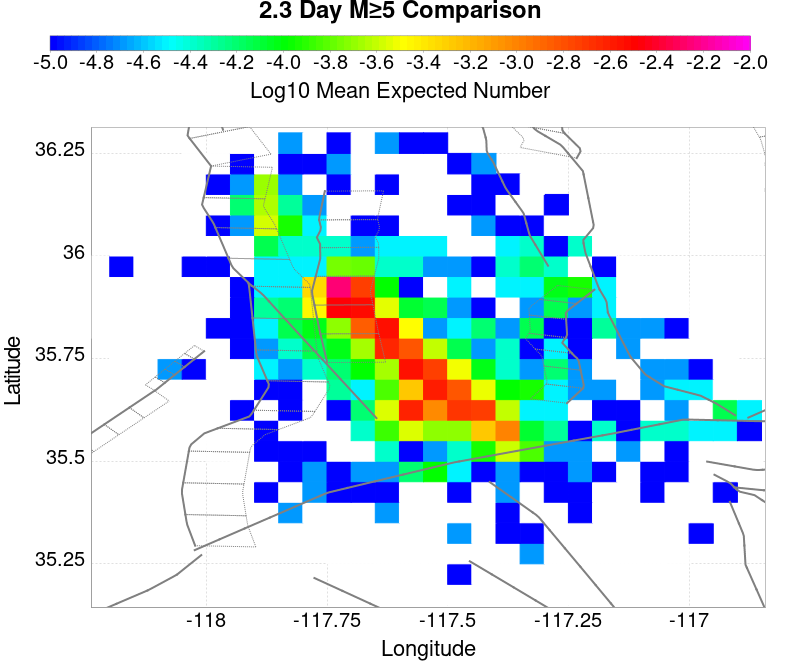 2.3 Day M≥5 Comparison
-5.0 -4.8 -4.6 -4.4 -4.2 -4.0 -3.8 -3.6 -3.4 -3.2 -3.0 -2.8 -2.6 -2.4 -2.2 -2.0
Log10 Mean Expected Number
36.25
36
35.75
35.5
35.25
Latitude
-118 -117.75 -117.5 -117.25 -117
Longitude